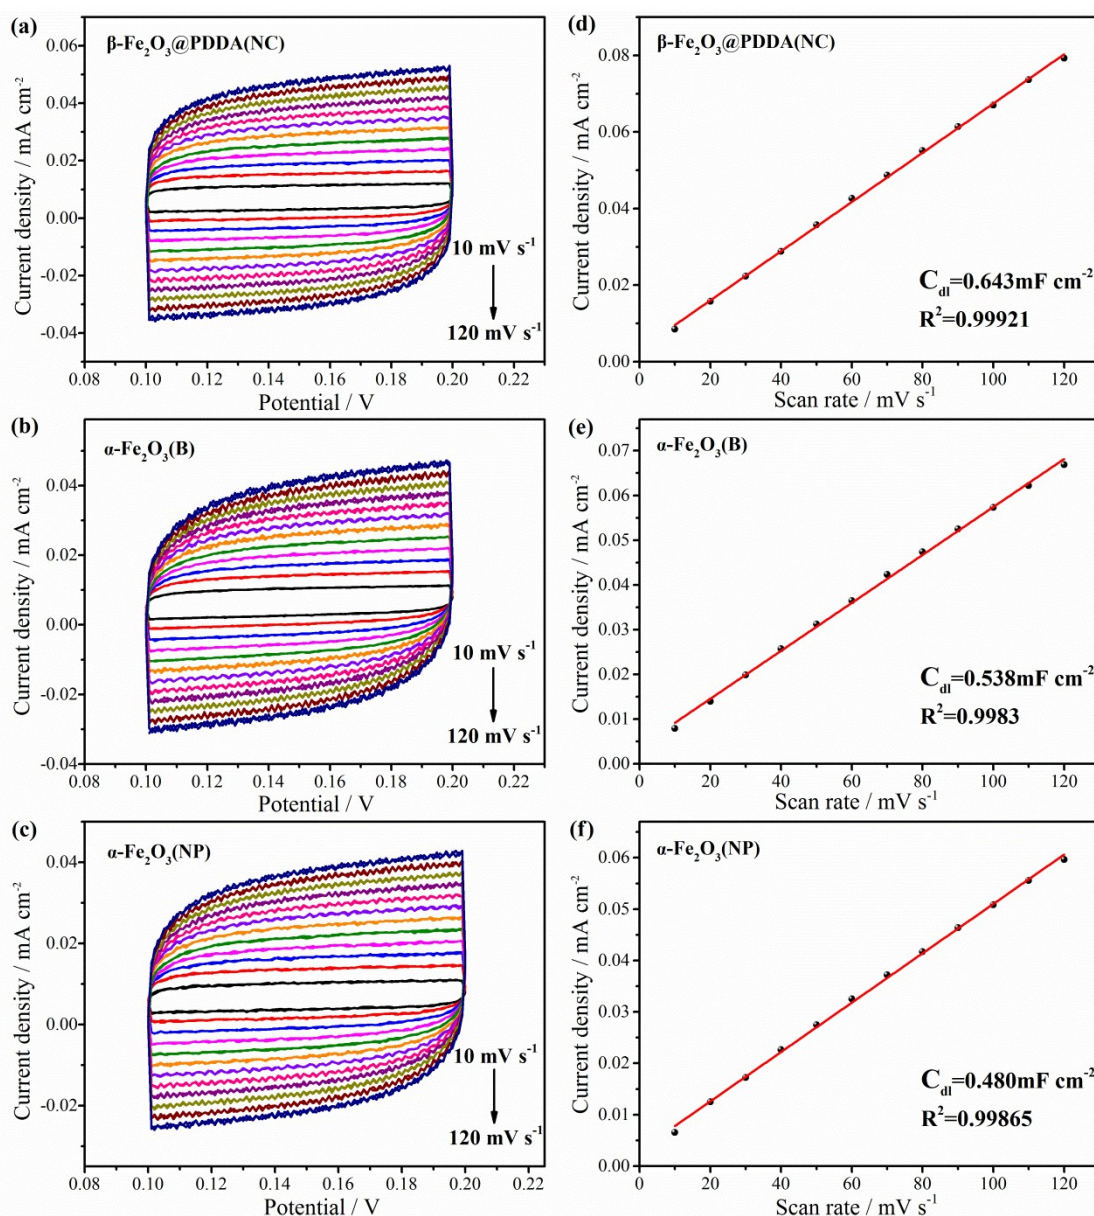 (a)
β-Fe₂O₃@PDDA(NC)
0.06
0.04
0.02
0.00
-0.02
-0.04
Current density / mA cm⁻²
10 mV s⁻¹
120 mV s⁻¹
0.08 0.10 0.12 0.14 0.16 0.18 0.20 0.22
Potential / V
(d)
β-Fe₂O₃@PDDA(NC)
0.08
0.06
0.04
0.02
0.00
Current density / mA cm⁻²
C_dl=0.643mF cm⁻²
R²=0.99921
0 20 40 60 80 100 120
Scan rate / mV s⁻¹
(b)
α-Fe₂O₃(B)
0.04
0.02
0.00
-0.02
-0.04
Current density / mA cm⁻²
10 mV s⁻¹
120 mV s⁻¹
0.08 0.10 0.12 0.14 0.16 0.18 0.20 0.22
Potential / V
(e)
α-Fe₂O₃(B)
0.07
0.06
0.05
0.04
0.03
0.02
0.01
0.00
Current density / mA cm⁻²
C_dl=0.538mF cm⁻²
R²=0.9983
0 20 40 60 80 100 120
Scan rate / mV s⁻¹
(c)
α-Fe₂O₃(NP)
0.04
0.02
0.00
-0.02
Current density / mA cm⁻²
10 mV s⁻¹
120 mV s⁻¹
0.08 0.10 0.12 0.14 0.16 0.18 0.20 0.22
Potential / V
(f)
α-Fe₂O₃(NP)
0.06
0.05
0.04
0.03
0.02
0.01
0.00
Current density / mA cm⁻²
C_dl=0.480mF cm⁻²
R²=0.99865
0 20 40 60 80 100 120
Scan rate / mV s⁻¹